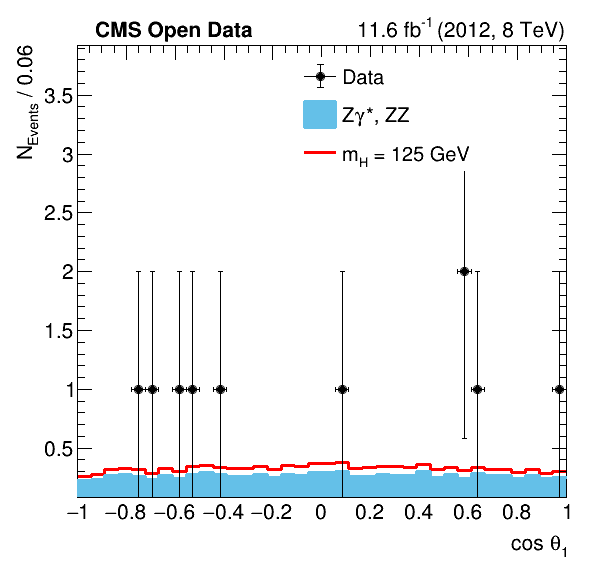 CMS Open Data 11.6 fb⁻¹ (2012, 8 TeV)
N_Events / 0.06
Data
Zγ*, ZZ
m_H = 125 GeV
3.5
3
2.5
2
1.5
1
0.5
−1 −0.8 −0.6 −0.4 −0.2 0 0.2 0.4 0.6 0.8 1
cos θ₁